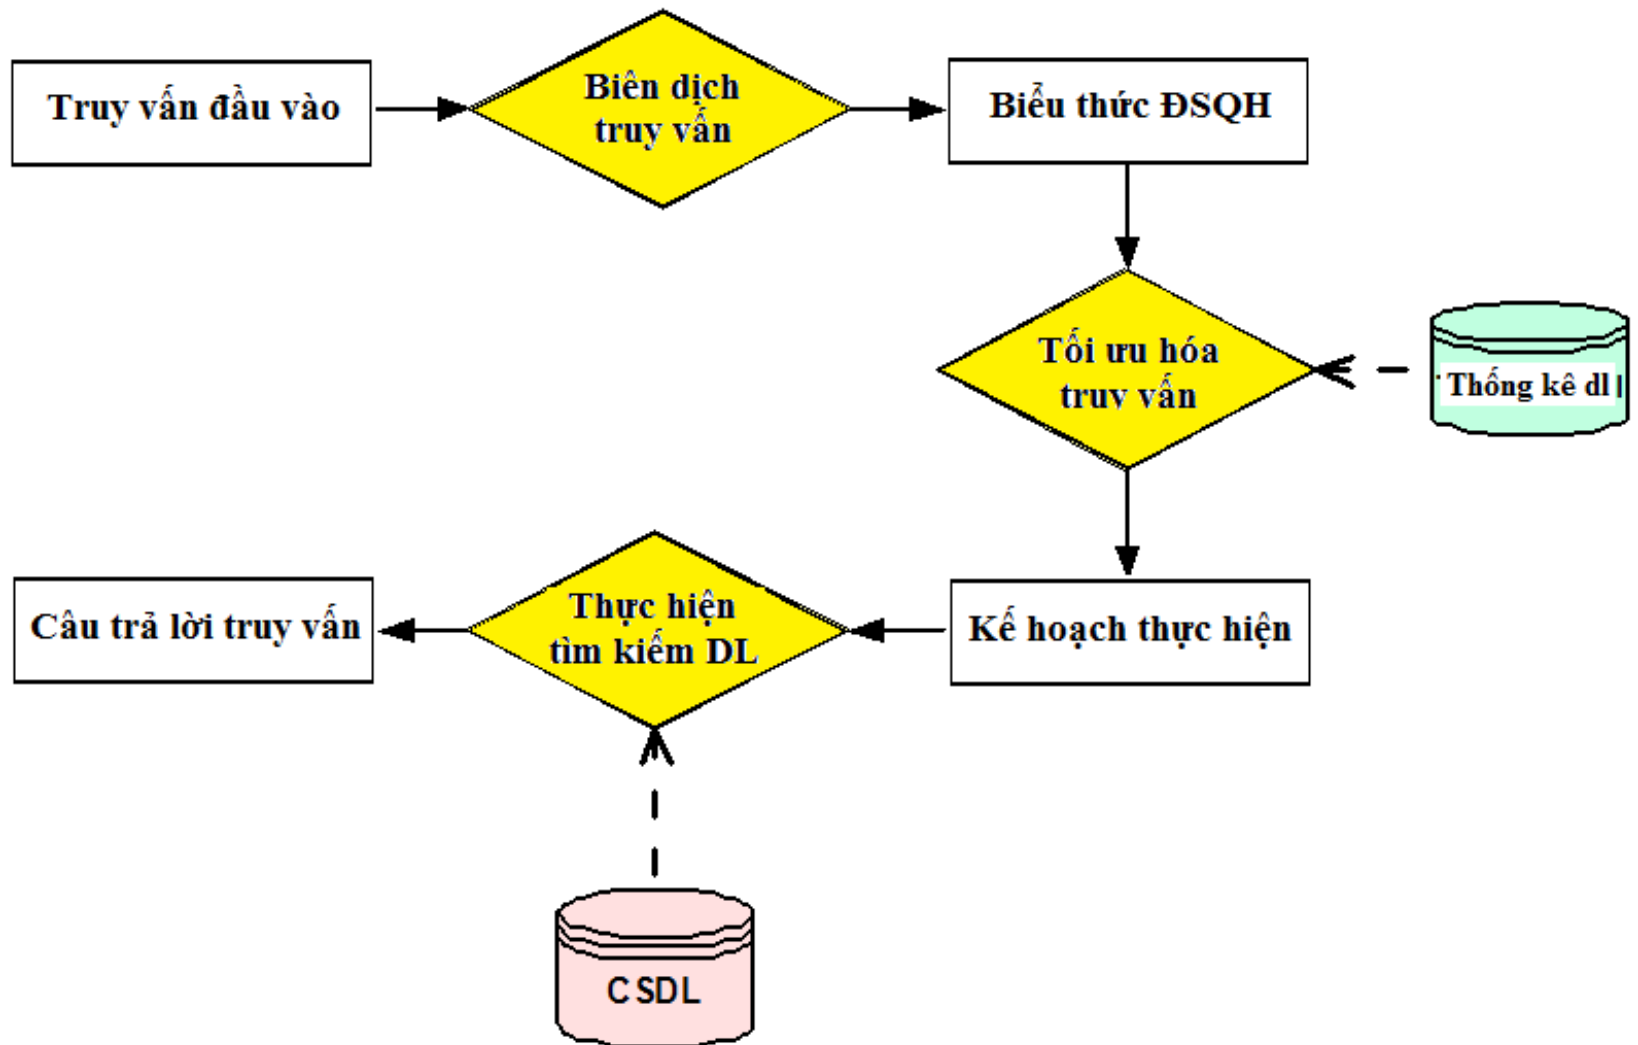 Truy vấn đầu vào
Biên dịch
truy vấn
Biểu thức ĐSQH
Tối ưu hóa
truy vấn
Thống kê dl
Kế hoạch thực hiện
Thực hiện
tìm kiếm DL
Câu trả lời truy vấn
CSDL